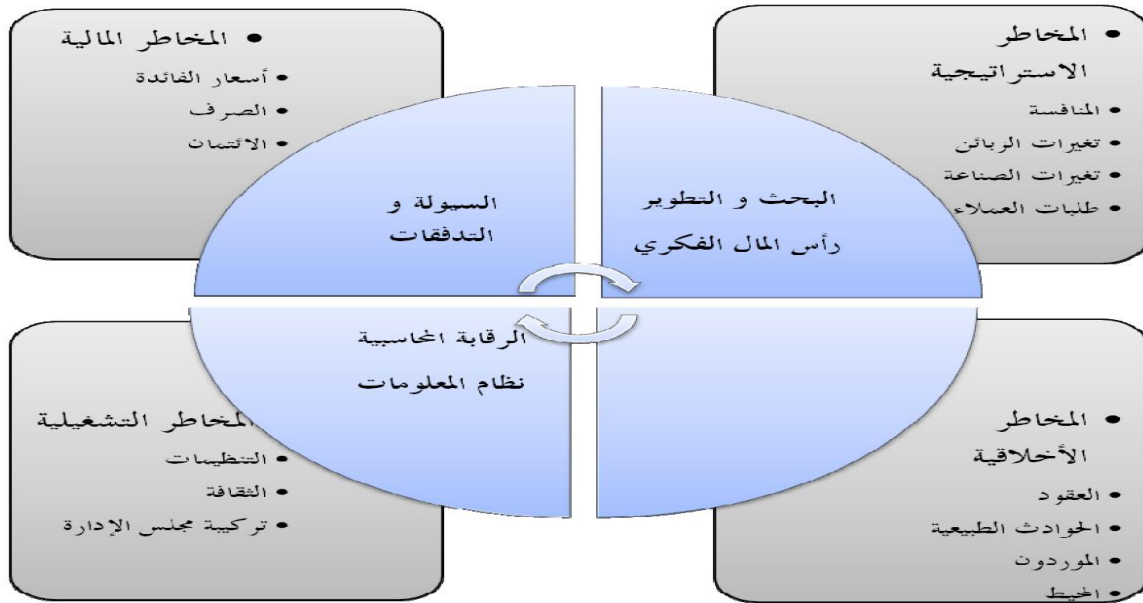 • المخاطر
الاستراتيجية
• المنافسة
• تغيرات الزبائن
• تغيرات الصناعة
• طلبات العملاء
• المخاطر المالية
• أسعار الفائدة
• الصرف
• الائتمان
البحث و التطوير
رأس المال الفكري
السيولة و
التدفقات
الرقابة المحاسبية
نظام المعلومات
• المخاطر
الأخلاقية
• العقود
• الحوادث الطبيعية
• الموردون
• المحيط
المخاطر التشغيلية
• التنظيمات
• الثقافة
• تركيبة مجلس الإدارة